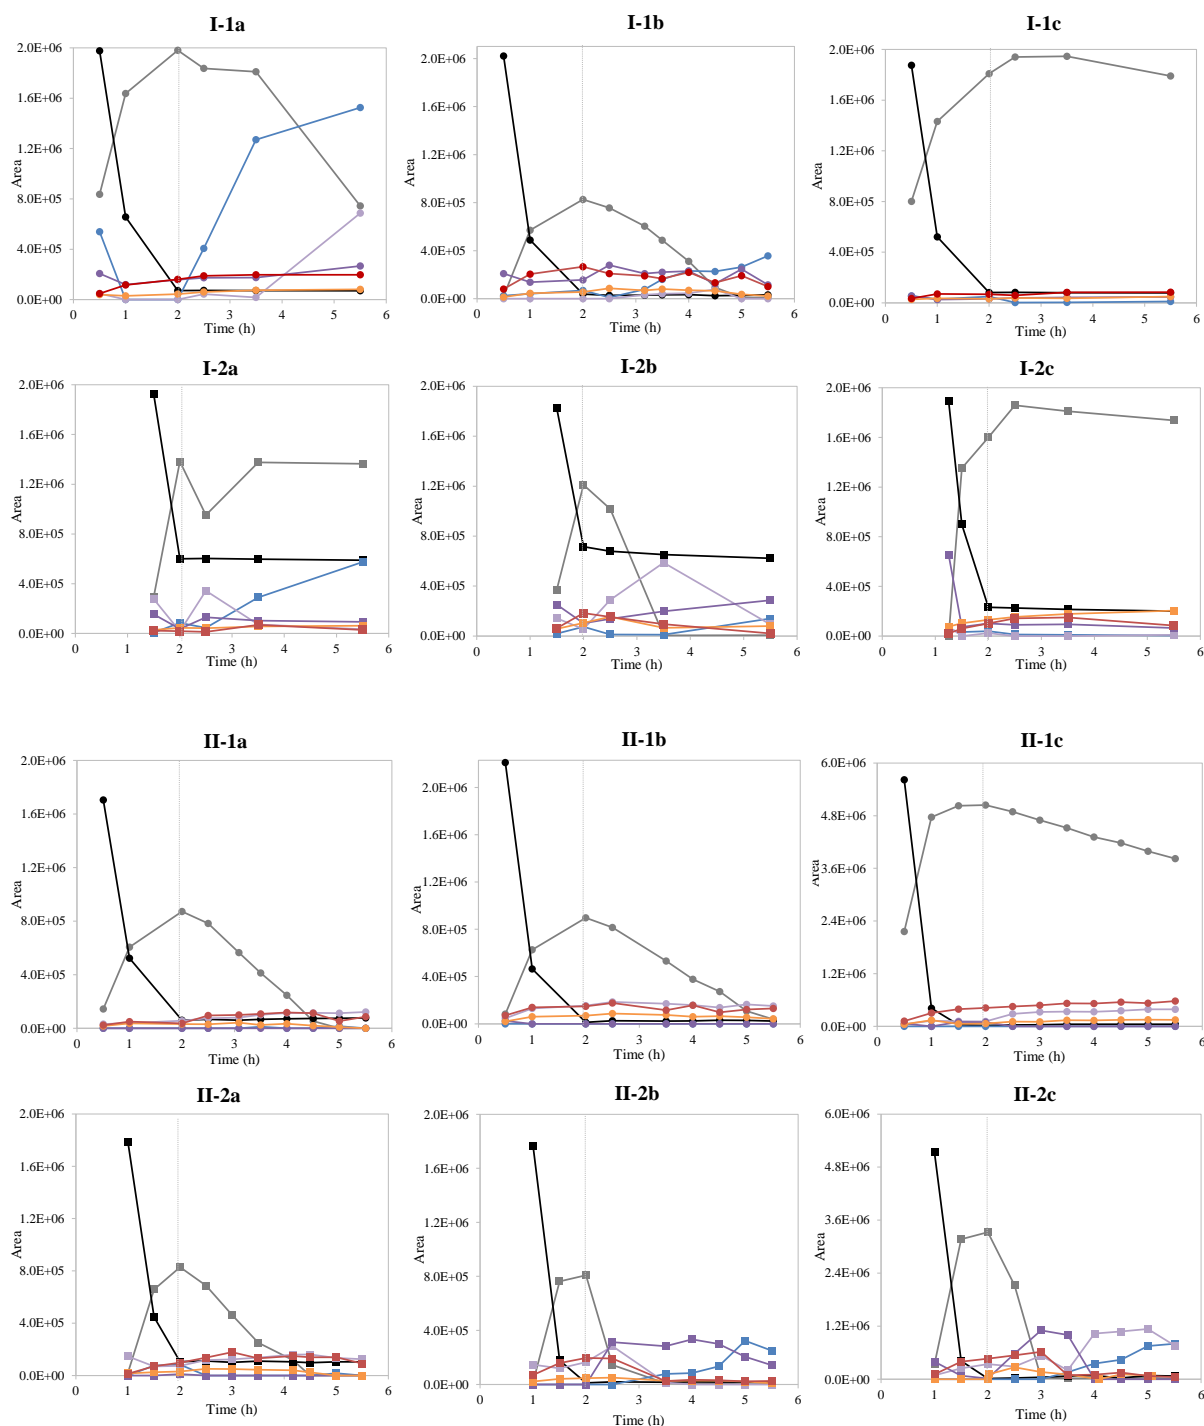 I-1a
I-1b
I-1c
2.0E+06
1.6E+06
1.2E+06
8.0E+05
4.0E+05
0.0E+00
0 1 2 3 4 5 6
Area
Time (h)
2.0E+06
1.6E+06
1.2E+06
8.0E+05
4.0E+05
0.0E+00
0 1 2 3 4 5 6
Area
Time (h)
2.0E+06
1.6E+06
1.2E+06
8.0E+05
4.0E+05
0.0E+00
0 1 2 3 4 5 6
Area
Time (h)
I-2a
I-2b
I-2c
2.0E+06
1.6E+06
1.2E+06
8.0E+05
4.0E+05
0.0E+00
0 1 2 3 4 5 6
Area
Time (h)
2.0E+06
1.6E+06
1.2E+06
8.0E+05
4.0E+05
0.0E+00
0 1 2 3 4 5 6
Area
Time (h)
2.0E+06
1.6E+06
1.2E+06
8.0E+05
4.0E+05
0.0E+00
0 1 2 3 4 5 6
Area
Time (h)
II-1a
II-1b
II-1c
2.0E+06
1.6E+06
1.2E+06
8.0E+05
4.0E+05
0.0E+00
0 1 2 3 4 5 6
Area
Time (h)
2.0E+06
1.6E+06
1.2E+06
8.0E+05
4.0E+05
0.0E+00
0 1 2 3 4 5 6
Area
Time (h)
6.0E+06
4.8E+06
3.6E+06
2.4E+06
1.2E+06
0.0E+00
0 1 2 3 4 5 6
Area
Time (h)
II-2a
II-2b
II-2c
2.0E+06
1.6E+06
1.2E+06
8.0E+05
4.0E+05
0.0E+00
0 1 2 3 4 5 6
Area
Time (h)
2.0E+06
1.6E+06
1.2E+06
8.0E+05
4.0E+05
0.0E+00
0 1 2 3 4 5 6
Area
Time (h)
6.0E+06
4.8E+06
3.6E+06
2.4E+06
1.2E+06
0.0E+00
0 1 2 3 4 5 6
Area
Time (h)